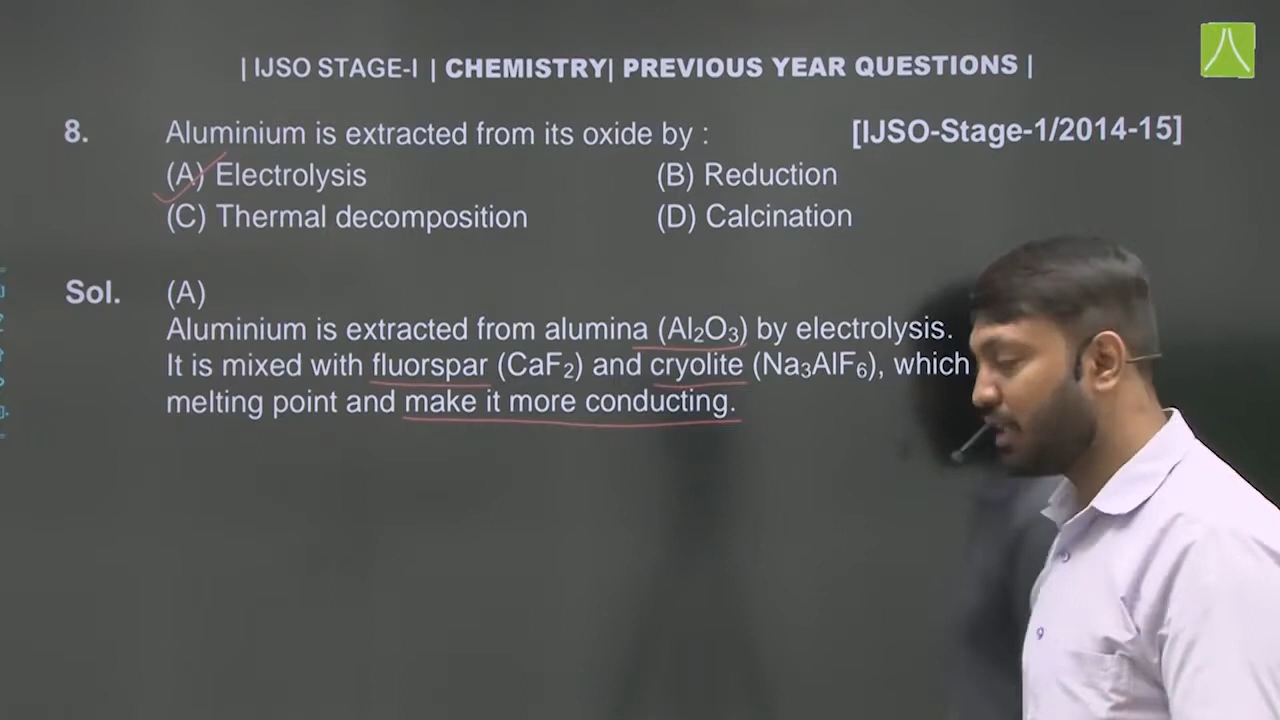 | IJSO STAGE-I | CHEMISTRY| PREVIOUS YEAR QUESTIONS |
8. Aluminium is extracted from its oxide by : [IJSO-Stage-1/2014-15]
(A) Electrolysis (B) Reduction
(C) Thermal decomposition (D) Calcination
Sol. (A)
Aluminium is extracted from alumina (Al₂O₃) by electrolysis.
It is mixed with fluorspar (CaF₂) and cryolite (Na₃AlF₆), which
melting point and make it more conducting.